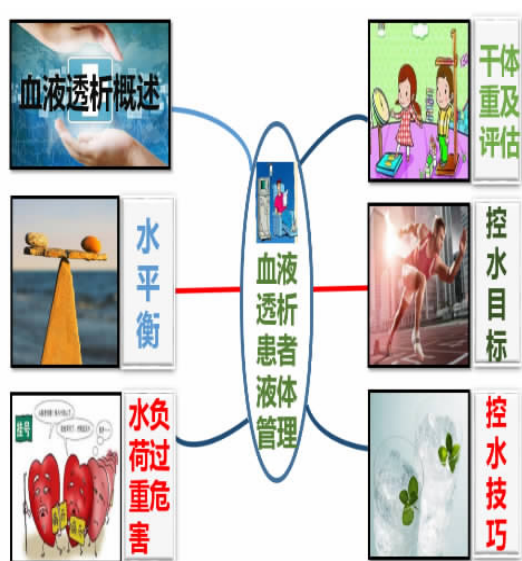 血液透析概述
水平衡
挂号
水负
荷过
重危
害
血液
透析
患者
液体
管理
干体
重及
评估
控水目标
控水技巧